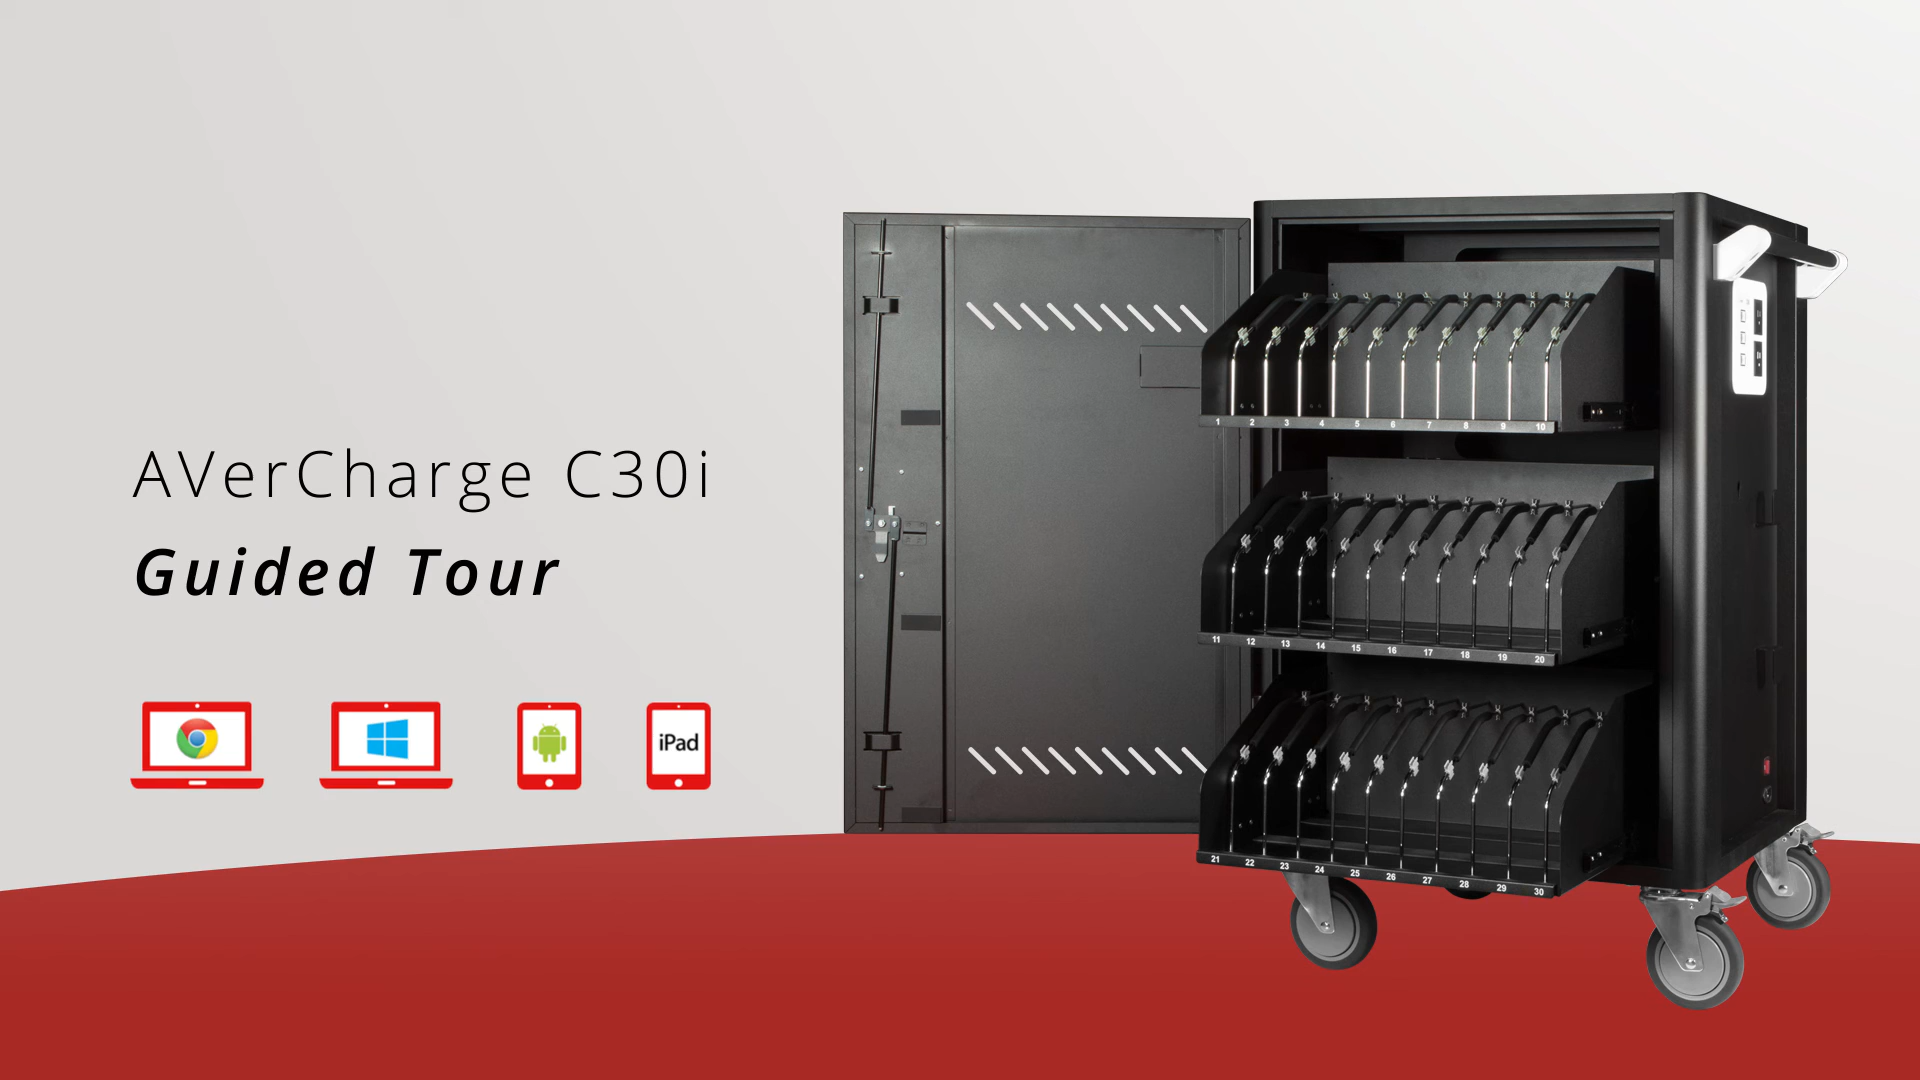 AVerCharge C30i
Guided Tour
iPad
1 2 3 4 5 6 7 8 9 10
11 12 13 14 15 16 17 18 19 20
21 22 23 24 25 26 27 28 29 30